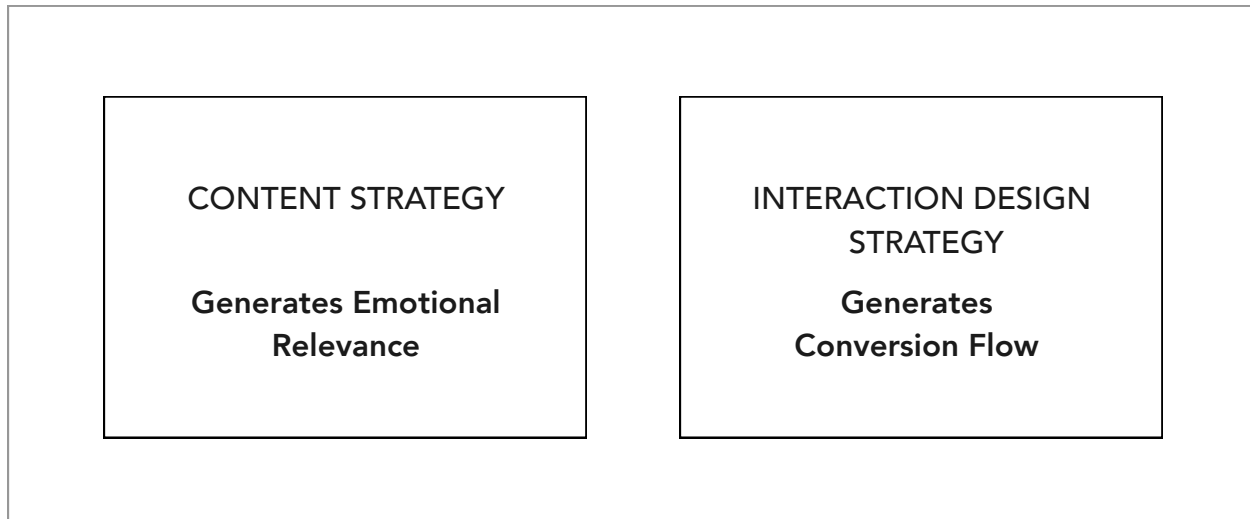 CONTENT STRATEGY
Generates Emotional
Relevance
INTERACTION DESIGN
STRATEGY
Generates
Conversion Flow